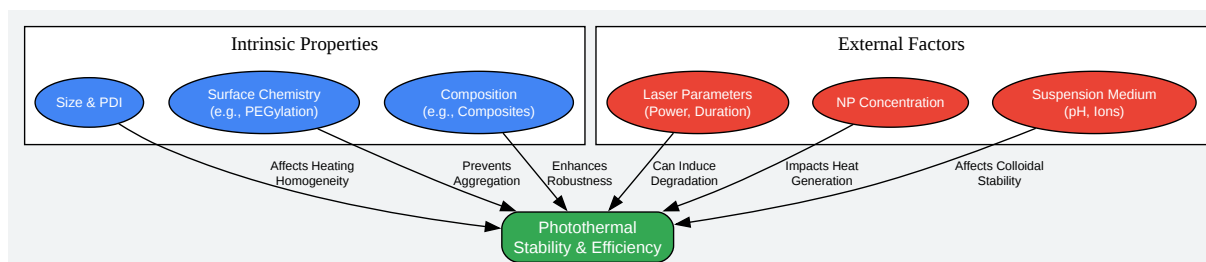 Intrinsic Properties
External Factors
Size & PDI
Surface Chemistry
(e.g., PEGylation)
Composition
(e.g., Composites)
Laser Parameters
(Power, Duration)
NP Concentration
Suspension Medium
(pH, Ions)
Affects Heating
Homogeneity
Prevents
Aggregation
Enhances
Robustness
Can Induce
Degradation
Impacts Heat
Generation
Affects Colloidal
Stability
Photothermal
Stability & Efficiency